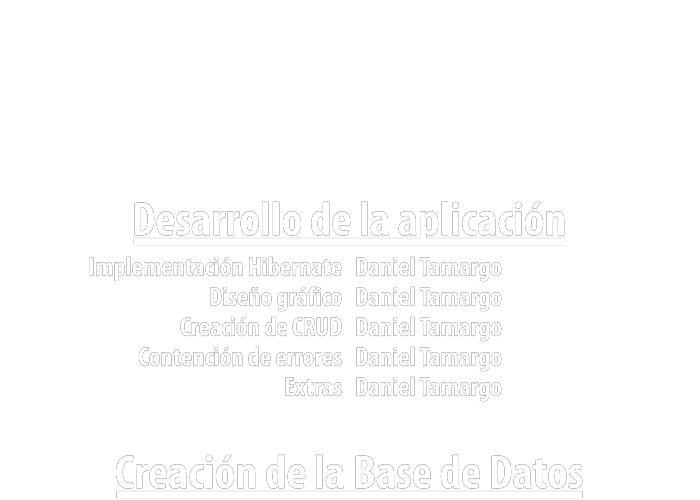 Desarrollo de la aplicación
Implementación Hibernate Daniel Tamargo
Diseño gráfico Daniel Tamargo
Creación de CRUD Daniel Tamargo
Contención de errores Daniel Tamargo
Extras Daniel Tamargo
Creación de la Base de Datos